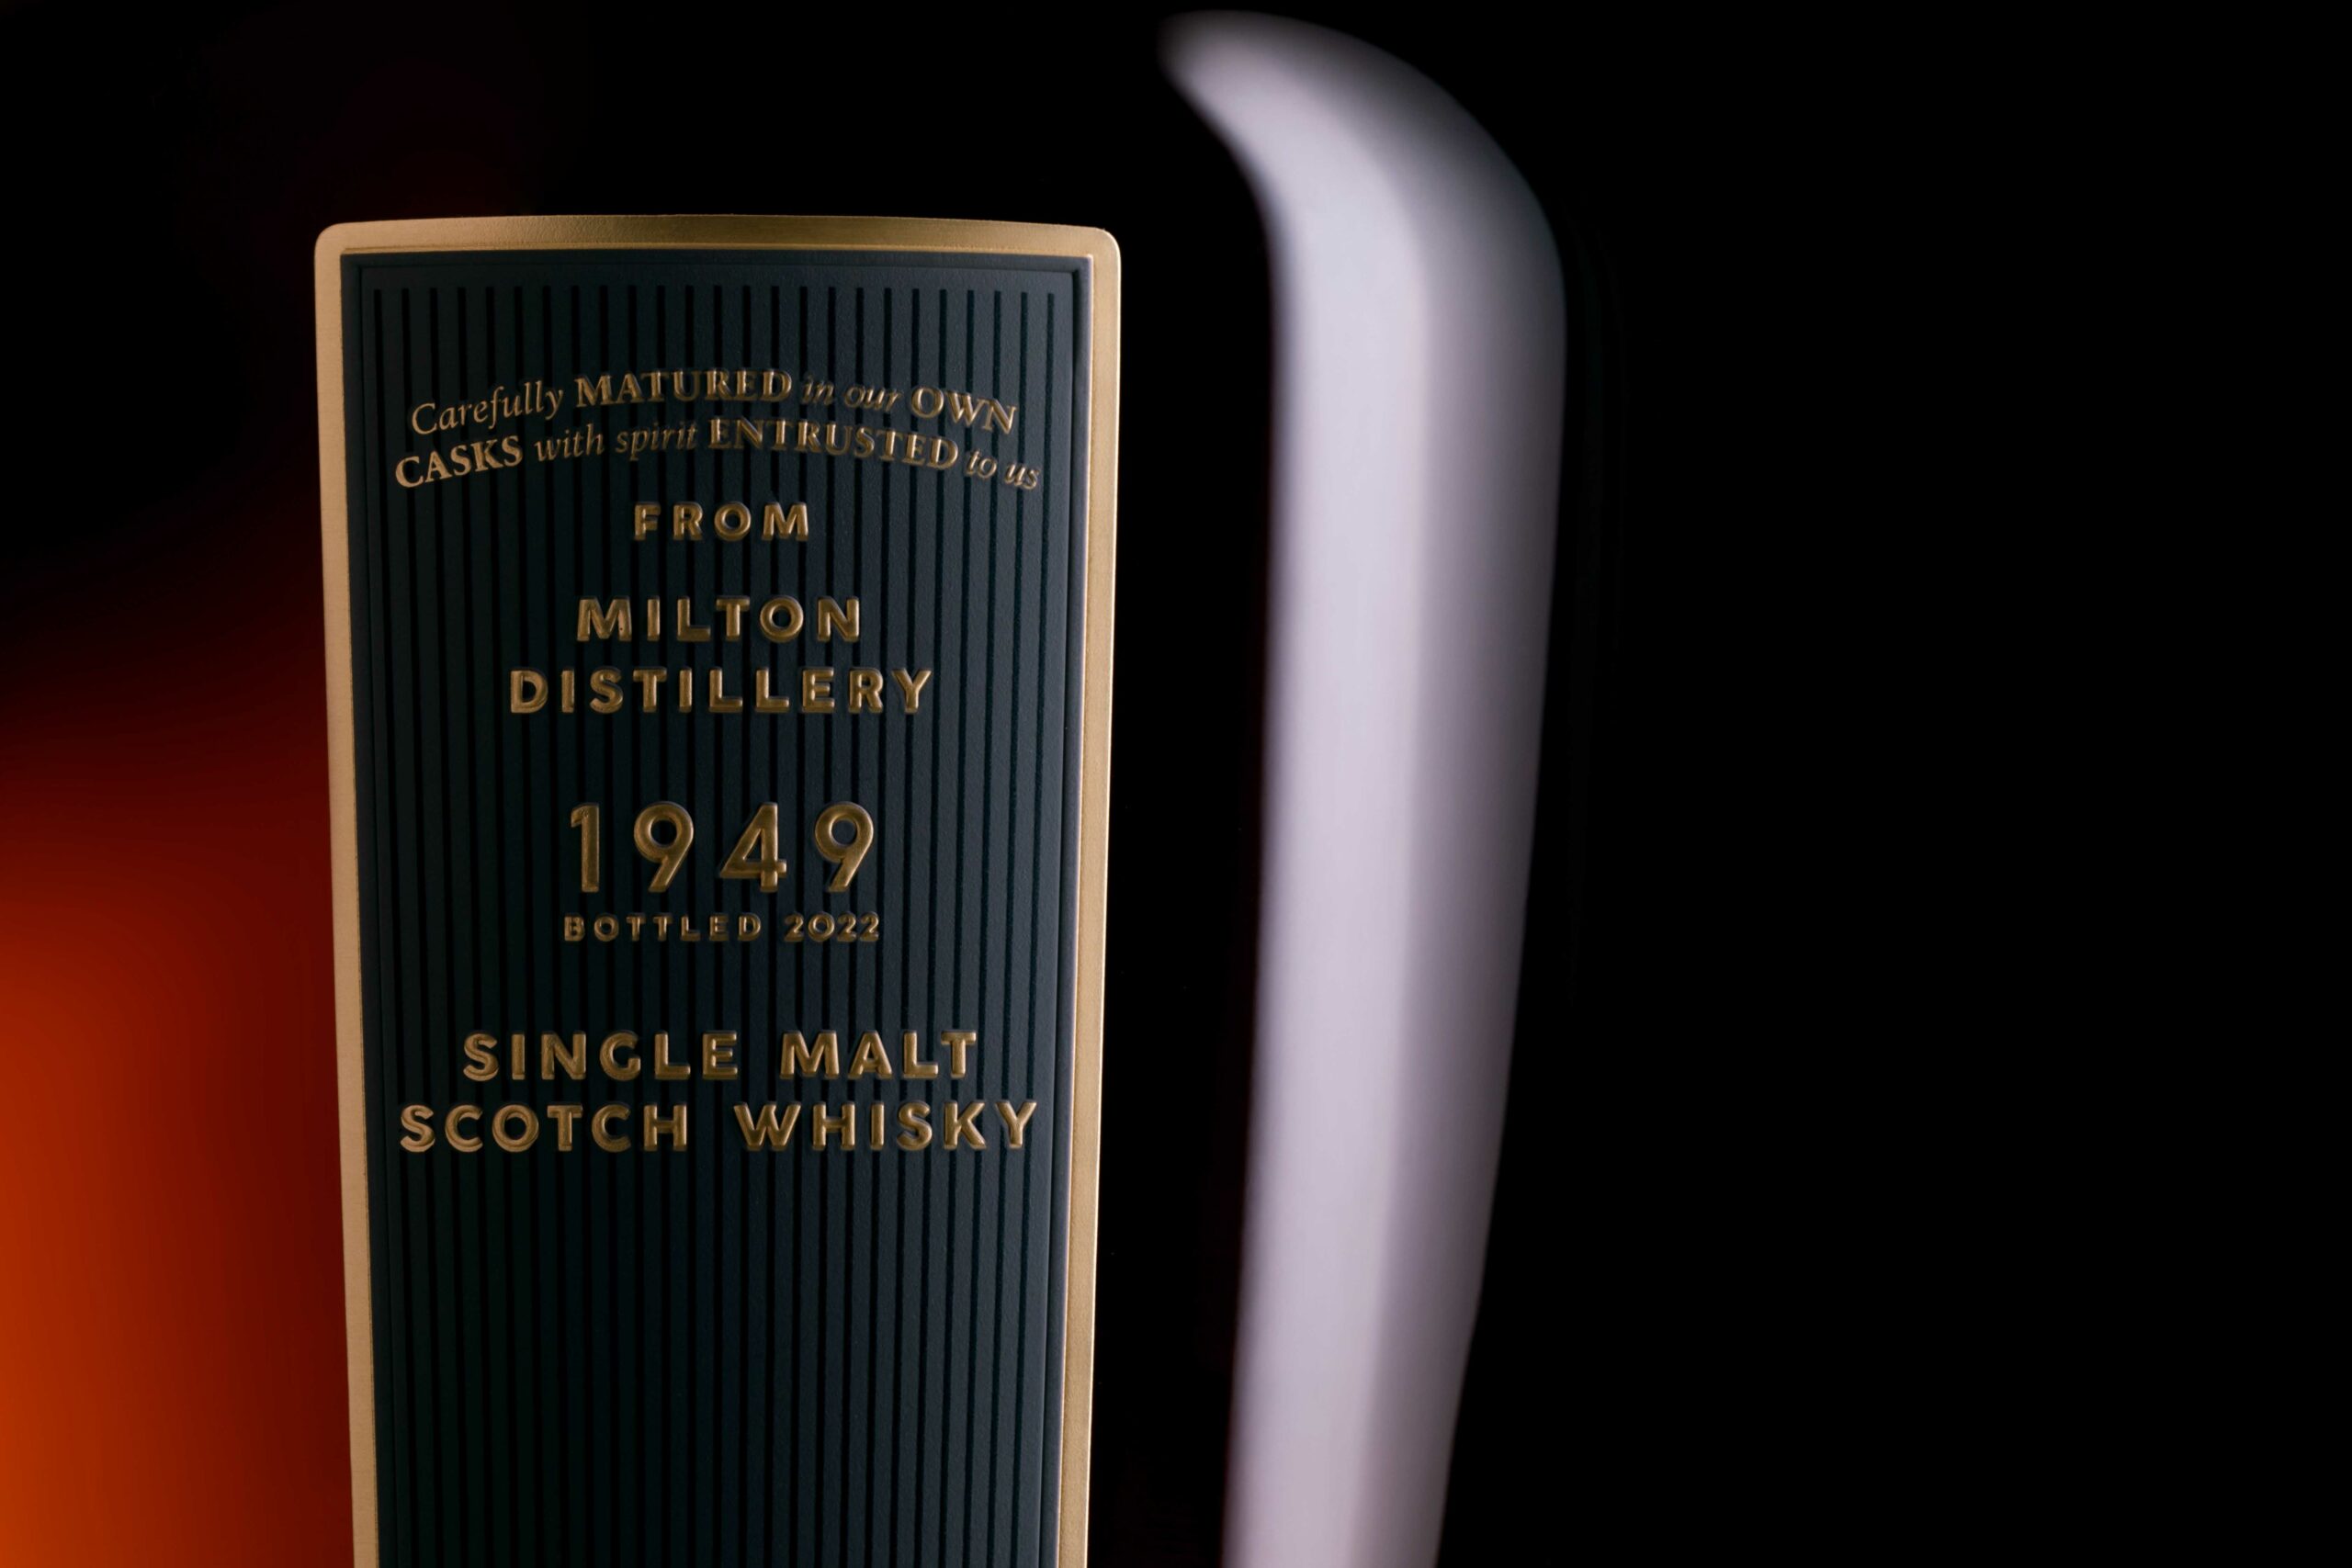 Carefully MATURED in our OWN
CASKS with spirit ENTRUSTED to us
FROM
MILTON
DISTILLERY
1949
BOTTLED 2022
SINGLE MALT
SCOTCH WHISKY